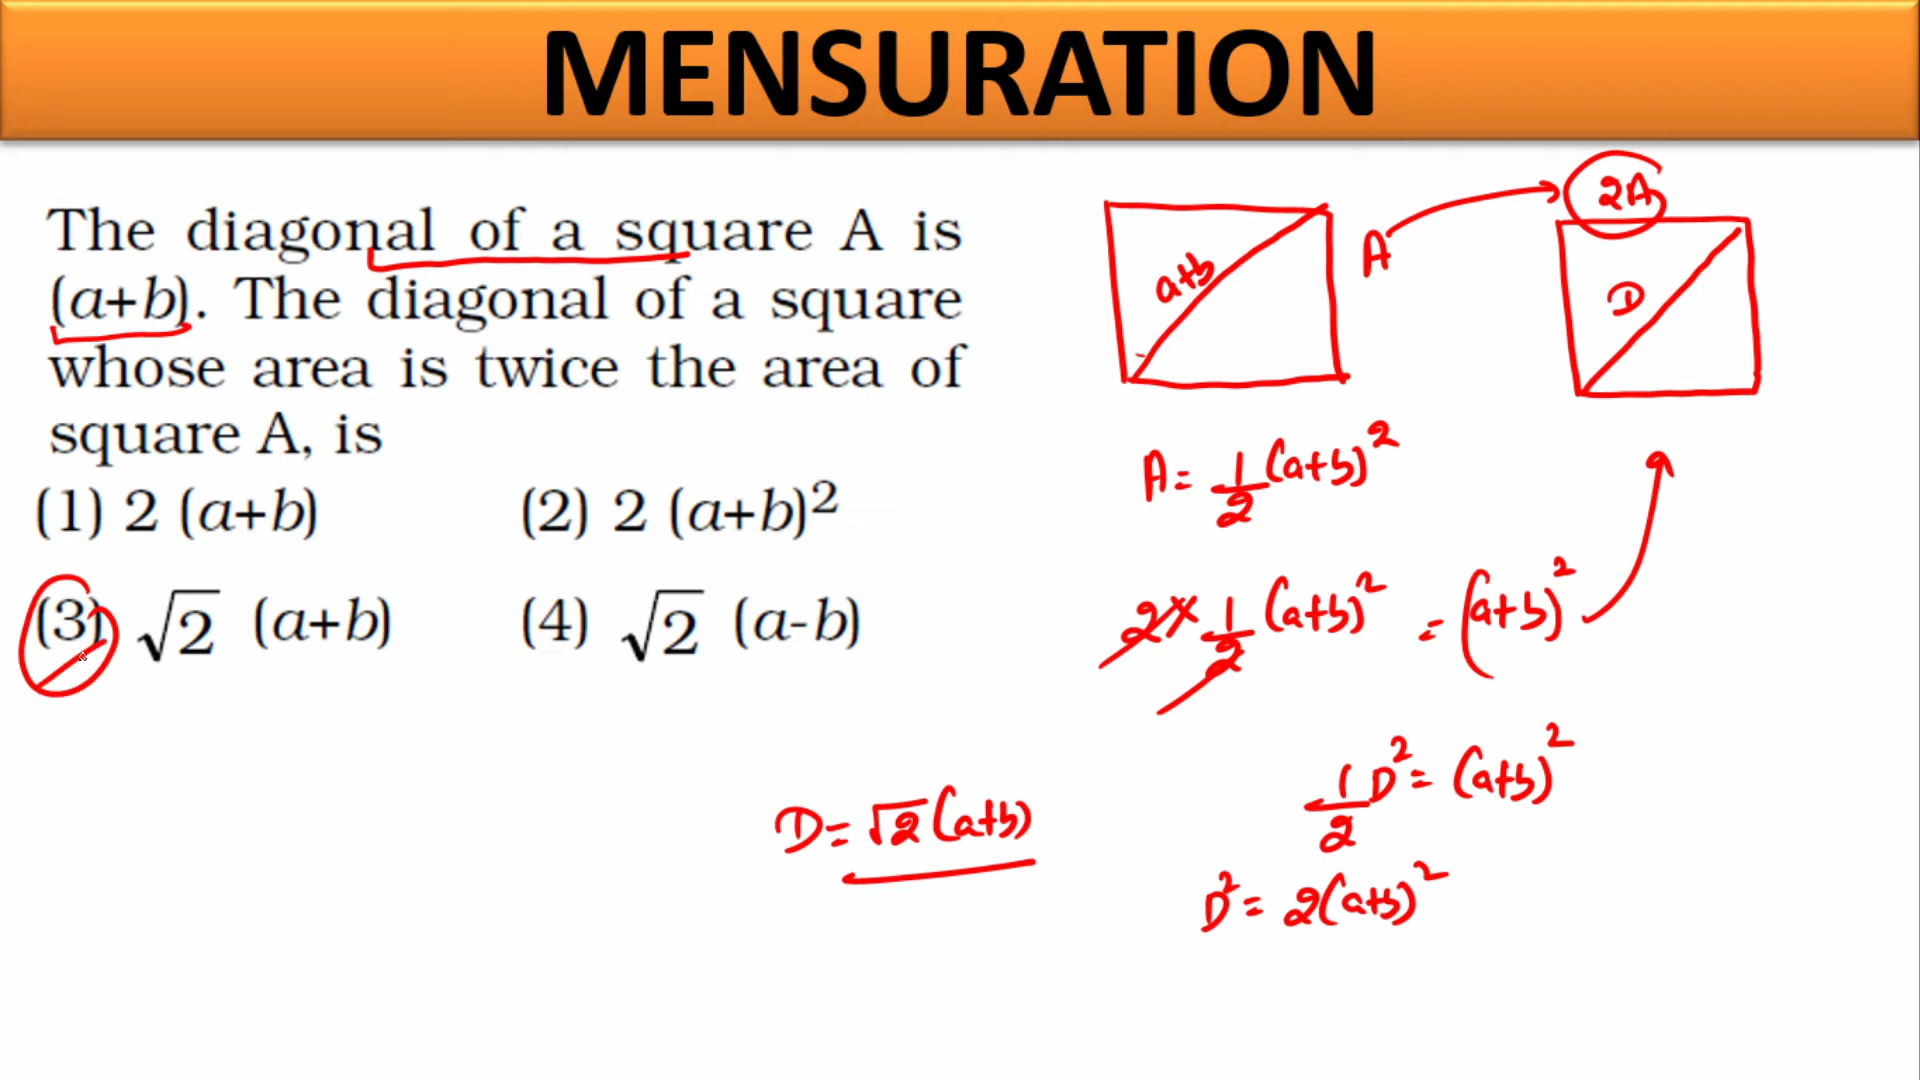 MENSURATION
The diagonal of a square A is
(a+b). The diagonal of a square
whose area is twice the area of
square A, is
(1) 2 (a+b) (2) 2 (a+b)²
(3) √2 (a+b) (4) √2 (a-b)
a+b
A
2A
D
A = 1/2 (a+b)²
2 × 1/2 (a+b)² = (a+b)²
1/2 D² = (a+b)²
D² = 2(a+b)²
D = √2 (a+b)